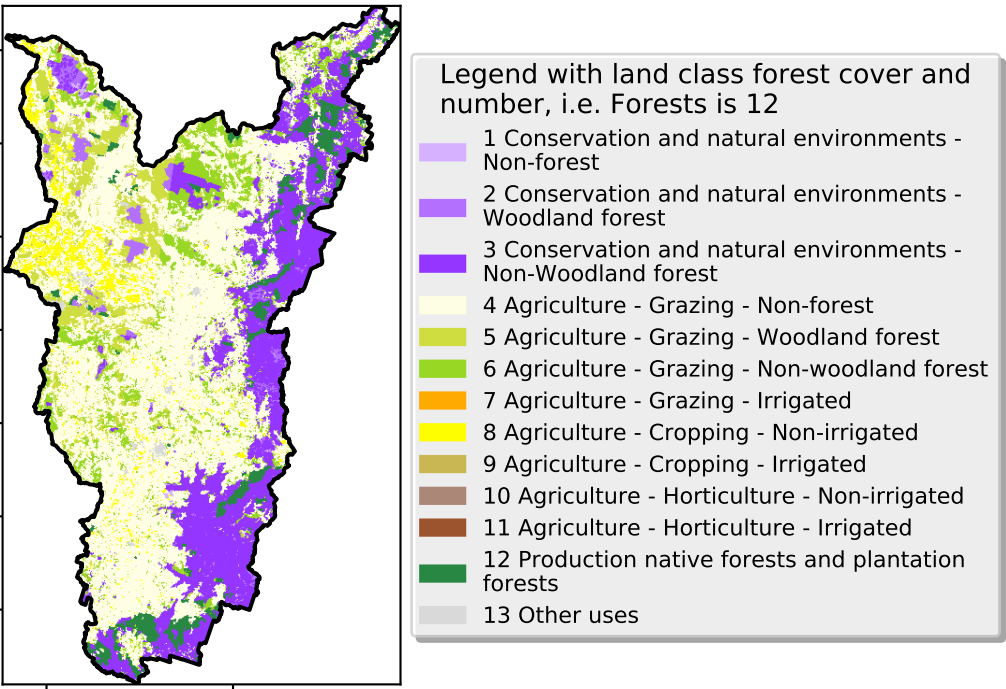 Legend with land class forest cover and
number, i.e. Forests is 12
1 Conservation and natural environments -
Non-forest
2 Conservation and natural environments -
Woodland forest
3 Conservation and natural environments -
Non-Woodland forest
4 Agriculture - Grazing - Non-forest
5 Agriculture - Grazing - Woodland forest
6 Agriculture - Grazing - Non-woodland forest
7 Agriculture - Grazing - Irrigated
8 Agriculture - Cropping - Non-irrigated
9 Agriculture - Cropping - Irrigated
10 Agriculture - Horticulture - Non-irrigated
11 Agriculture - Horticulture - Irrigated
12 Production native forests and plantation
forests
13 Other uses